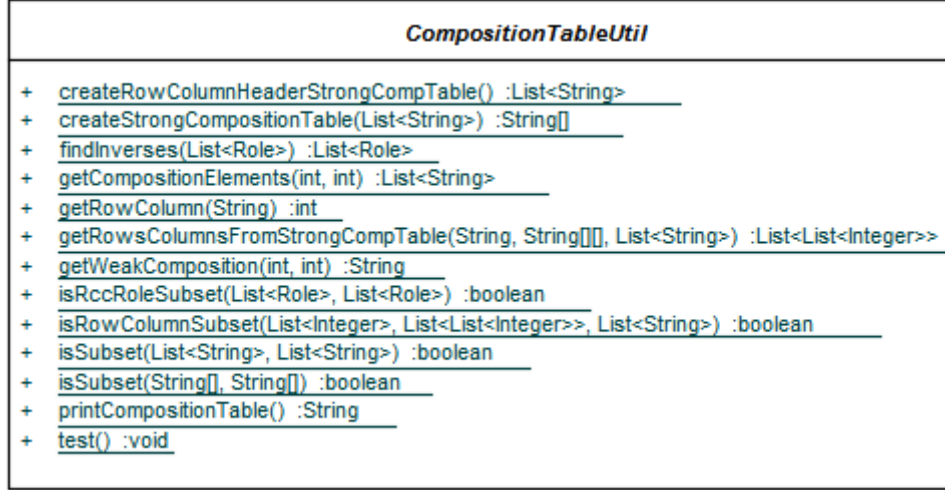 CompositionTableUtil
+ createRowColumnHeaderStrongCompTable() :List<String>
+ createStrongCompositionTable(List<String>) :String[]
+ findInverses(List<Role>) :List<Role>
+ getCompositionElements(int, int) :List<String>
+ getRowColumn(String) :int
+ getRowsColumnsFromStrongCompTable(String, String[][], List<String>) :List<List<Integer>>
+ getWeakComposition(int, int) :String
+ isRccRoleSubset(List<Role>, List<Role>) :boolean
+ isRowColumnSubset(List<Integer>, List<List<Integer>>, List<String>) :boolean
+ isSubset(List<String>, List<String>) :boolean
+ isSubset(String[], String[]) :boolean
+ printCompositionTable() :String
+ test() :void